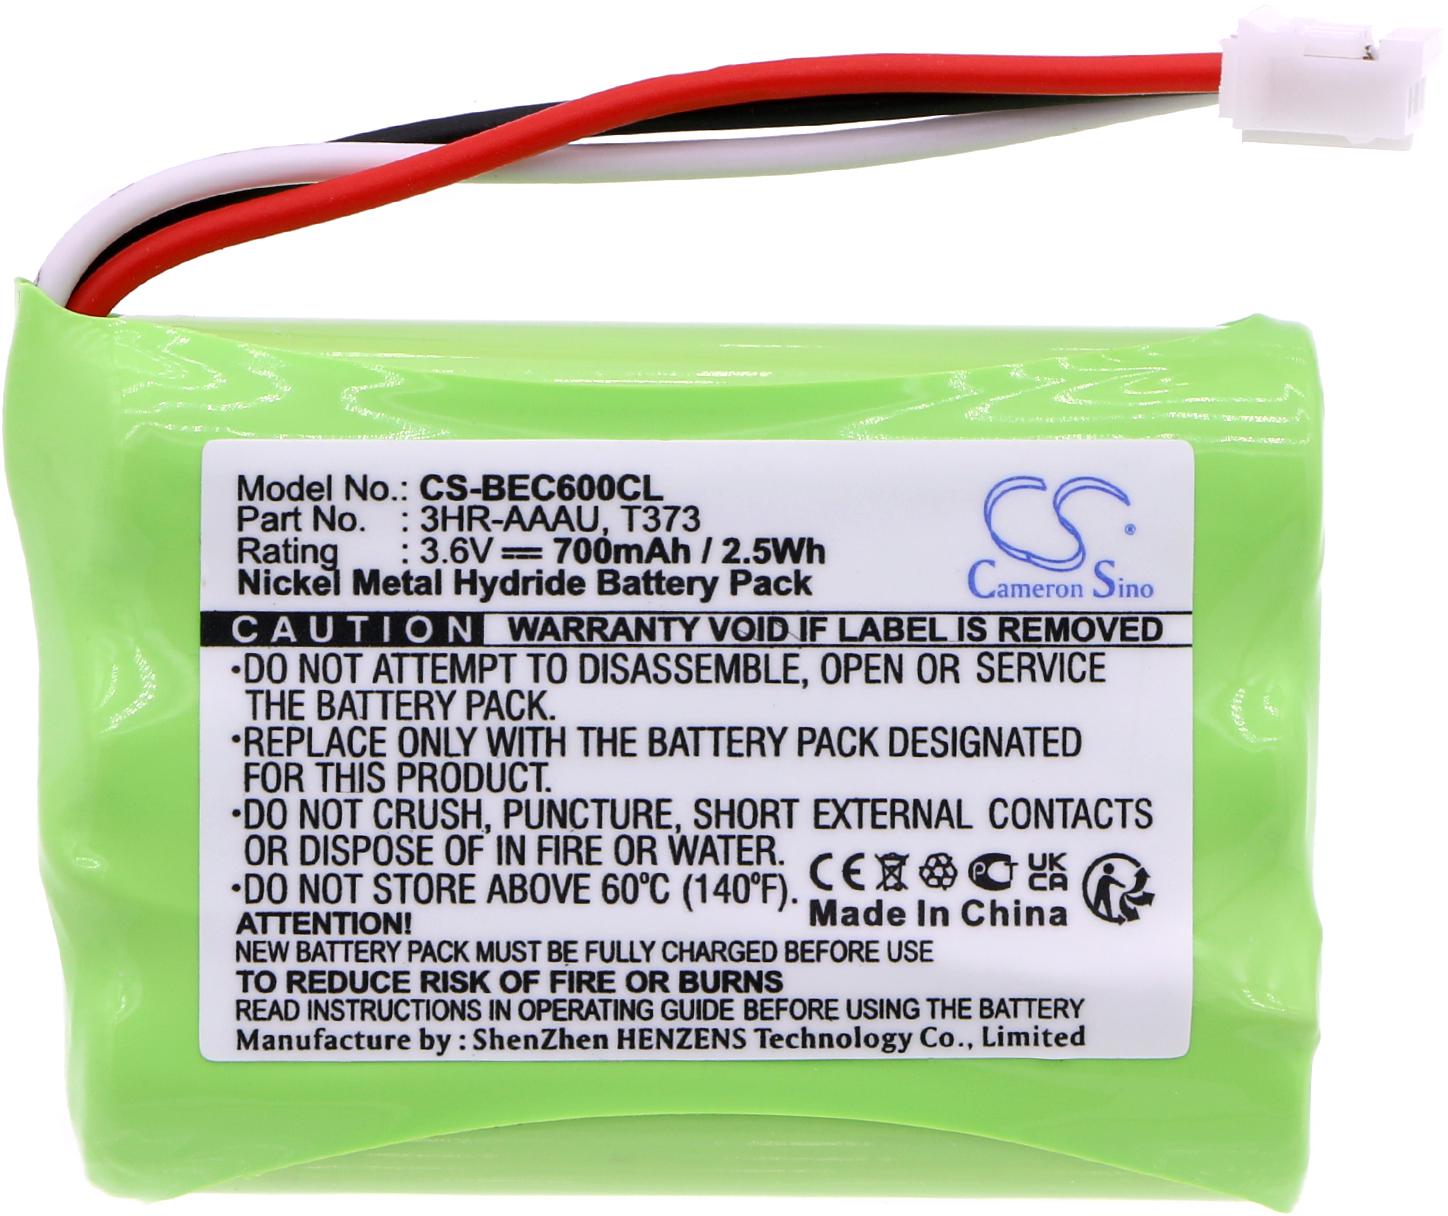 Model No.: CS-BEC600CL
Part No. : 3HR-AAAU, T373
Rating : 3.6V 700mAh / 2.5Wh
Nickel Metal Hydride Battery Pack
CS
®
Cameron Sino
CAUTION WARRANTY VOID IF LABEL IS REMOVED
•DO NOT ATTEMPT TO DISASSEMBLE, OPEN OR SERVICE
THE BATTERY PACK.
•REPLACE ONLY WITH THE BATTERY PACK DESIGNATED
FOR THIS PRODUCT.
•DO NOT CRUSH, PUNCTURE, SHORT EXTERNAL CONTACTS
OR DISPOSE OF IN FIRE OR WATER.
•DO NOT STORE ABOVE 60ºC (140ºF).
CE UK CA
Made In China
ATTENTION!
NEW BATTERY PACK MUST BE FULLY CHARGED BEFORE USE
TO REDUCE RISK OF FIRE OR BURNS
READ INSTRUCTIONS IN OPERATING GUIDE BEFORE USING THE BATTERY
Manufacture by : ShenZhen HENZENS Technology Co., Limited